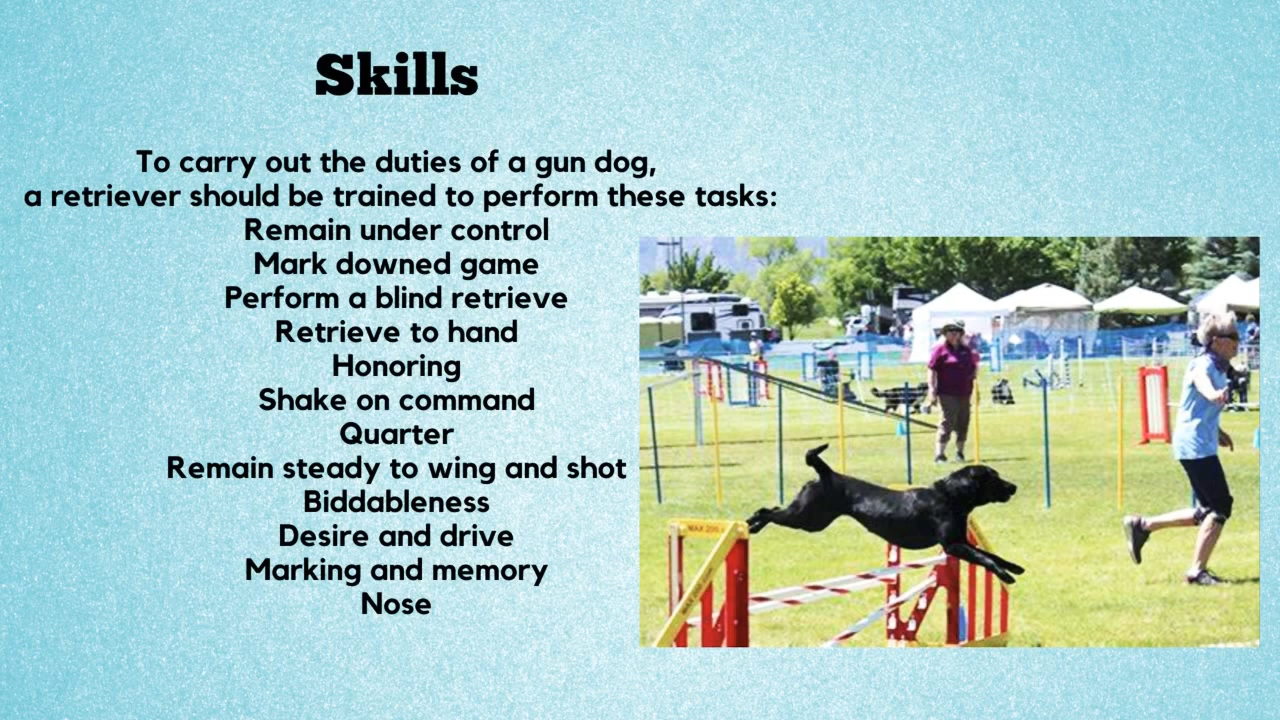 Skills
To carry out the duties of a gun dog,
a retriever should be trained to perform these tasks:
Remain under control
Mark downed game
Perform a blind retrieve
Retrieve to hand
Honoring
Shake on command
Quarter
Remain steady to wing and shot
Biddableness
Desire and drive
Marking and memory
Nose